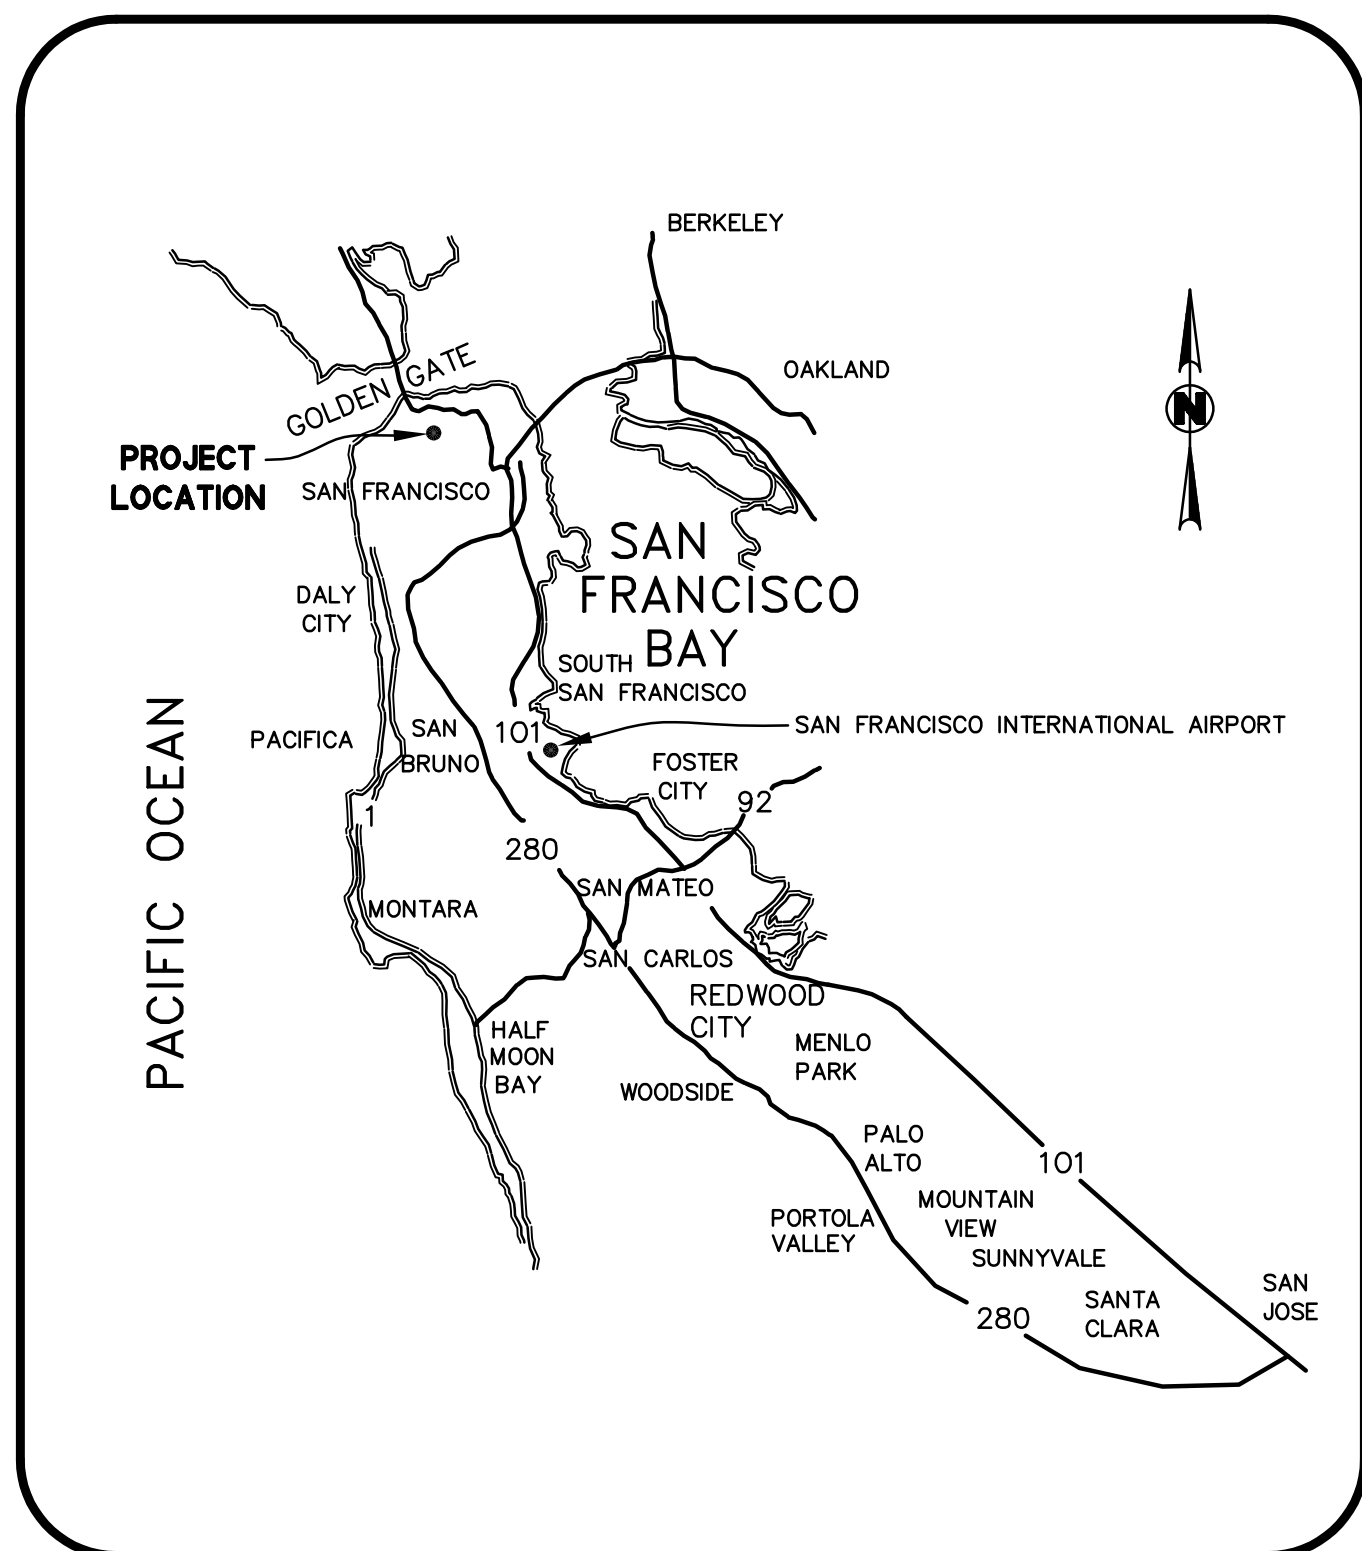 BERKELEY
OAKLAND
GOLDEN GATE
N
PROJECT
LOCATION
SAN FRANCISCO
SAN
FRANCISCO
BAY
DALY
CITY
SOUTH
SAN FRANCISCO
PACIFIC OCEAN
PACIFICA
SAN
BRUNO
101
SAN FRANCISCO INTERNATIONAL AIRPORT
FOSTER
CITY
92
1
280
SAN MATEO
MONTARA
SAN CARLOS
REDWOOD
CITY
HALF
MOON
BAY
MENLO
PARK
WOODSIDE
PALO
ALTO
101
MOUNTAIN
VIEW
PORTOLA
VALLEY
SUNNYVALE
SAN
JOSE
SANTA
CLARA
280